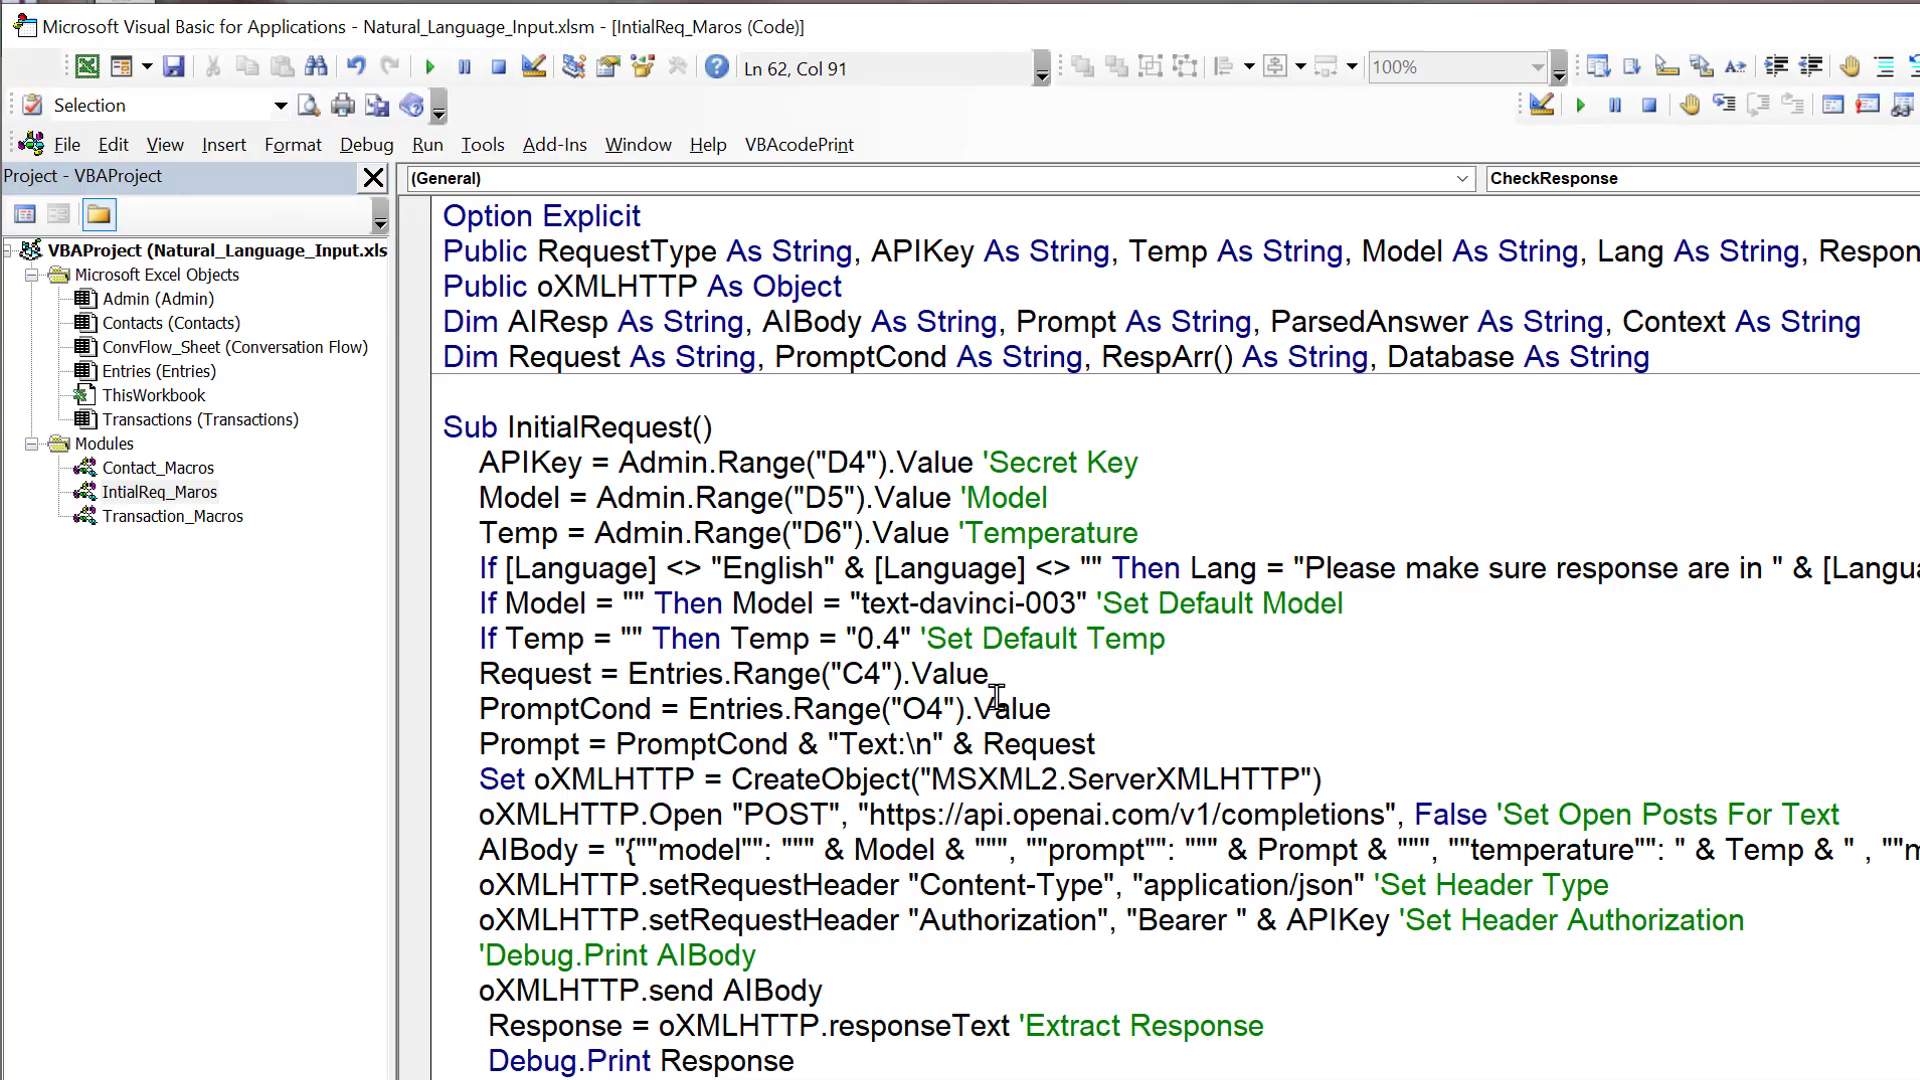 Microsoft Visual Basic for Applications - Natural_Language_Input.xlsm - [IntialReq_Maros (Code)]
Ln 62, Col 91
100%
Selection
File Edit View Insert Format Debug Run Tools Add-Ins Window Help VBAcodePrint
Project - VBAProject
(General)
CheckResponse
VBAProject (Natural_Language_Input.xls
Microsoft Excel Objects
Admin (Admin)
Contacts (Contacts)
ConvFlow_Sheet (Conversation Flow)
Entries (Entries)
ThisWorkbook
Transactions (Transactions)
Modules
Contact_Macros
IntialReq_Maros
Transaction_Macros
Option Explicit
Public RequestType As String, APIKey As String, Temp As String, Model As String, Lang As String, Respon
Public oXMLHTTP As Object
Dim AIResp As String, AIBody As String, Prompt As String, ParsedAnswer As String, Context As String
Dim Request As String, PromptCond As String, RespArr() As String, Database As String
Sub InitialRequest()
APIKey = Admin.Range("D4").Value 'Secret Key
Model = Admin.Range("D5").Value 'Model
Temp = Admin.Range("D6").Value 'Temperature
If [Language] <> "English" & [Language] <> "" Then Lang = "Please make sure response are in " & [Langua
If Model = "" Then Model = "text-davinci-003" 'Set Default Model
If Temp = "" Then Temp = "0.4" 'Set Default Temp
Request = Entries.Range("C4").Value
PromptCond = Entries.Range("O4").Value
Prompt = PromptCond & "Text:\n" & Request
Set oXMLHTTP = CreateObject("MSXML2.ServerXMLHTTP")
oXMLHTTP.Open "POST", "https://api.openai.com/v1/completions", False 'Set Open Posts For Text
AIBody = "{""model"": """ & Model & """, ""prompt"": """ & Prompt & """, ""temperature"": " & Temp & " , ""m
oXMLHTTP.setRequestHeader "Content-Type", "application/json" 'Set Header Type
oXMLHTTP.setRequestHeader "Authorization", "Bearer " & APIKey 'Set Header Authorization
'Debug.Print AIBody
oXMLHTTP.send AIBody
Response = oXMLHTTP.responseText 'Extract Response
Debug.Print Response